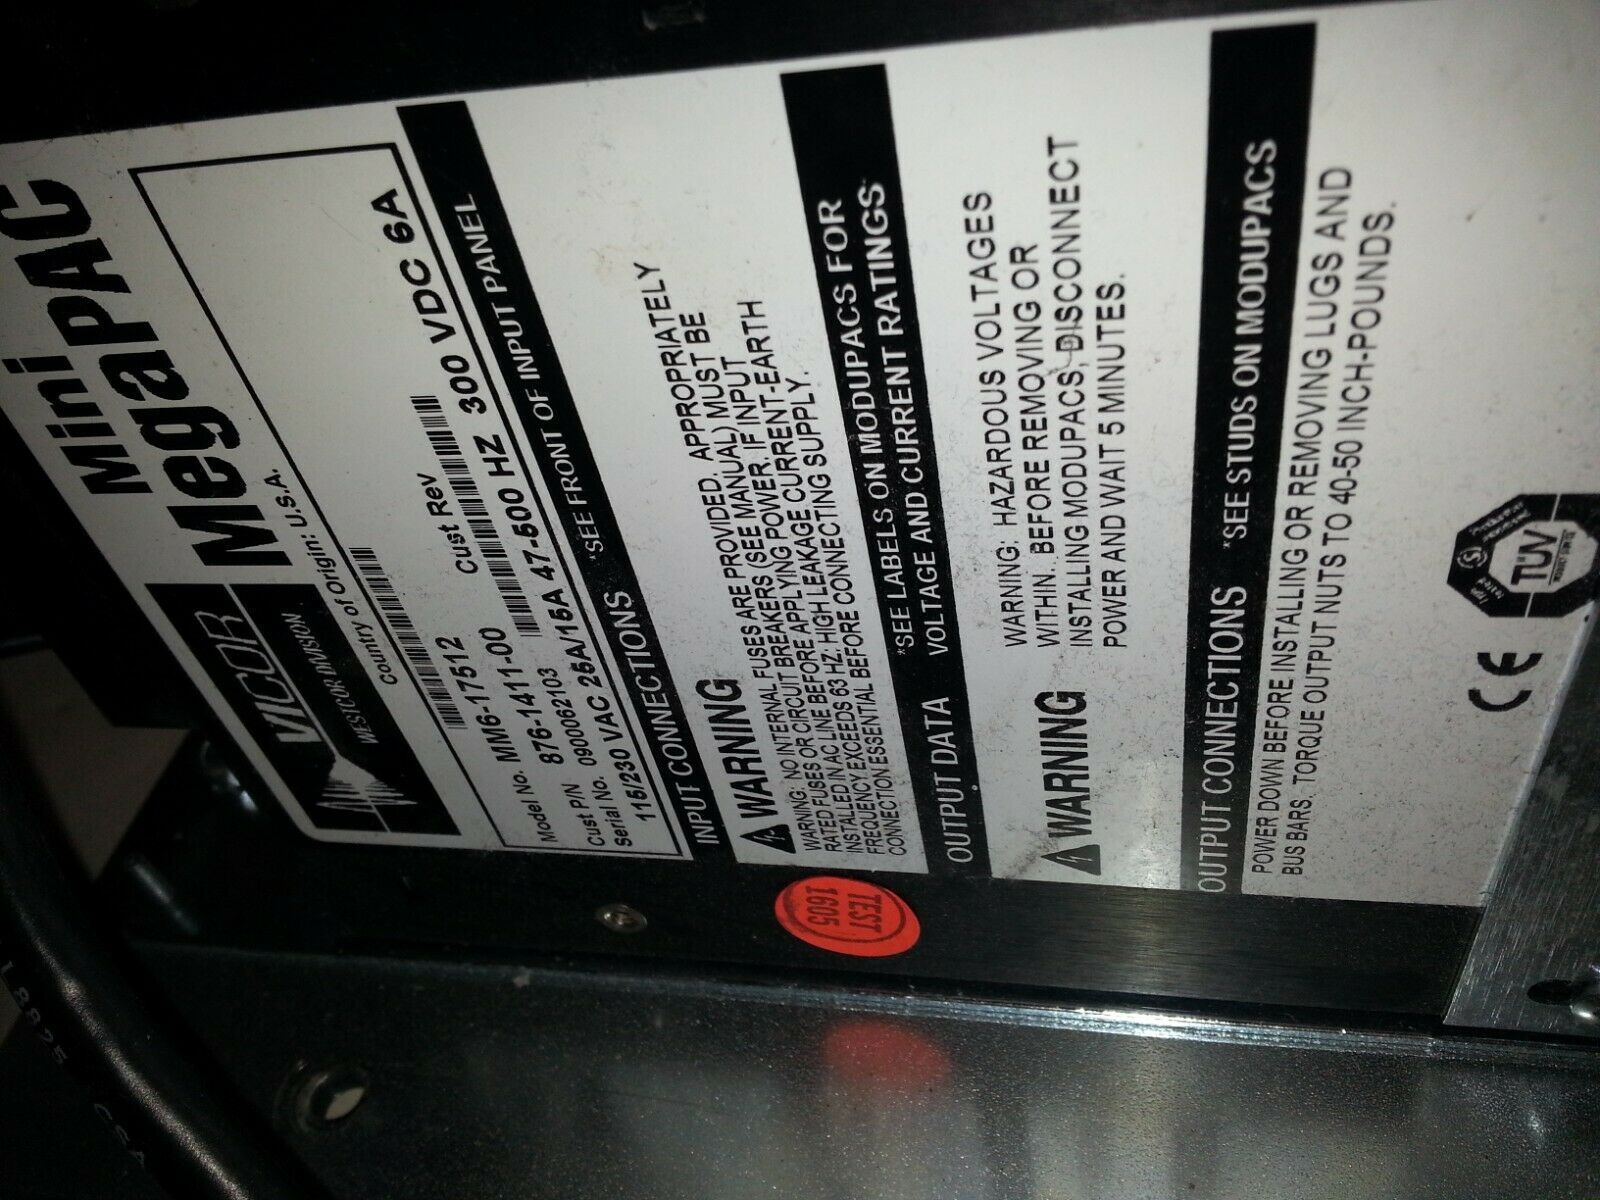 Mini
MegaPAC
VICOR
WESTCOR DIVISION
Country of Origin: U.S.A.
Model No. MM6-17512 Cust Rev
Cust P/N 876-1411-00
Serial No. 0900062103
115/230 VAC 25A/15A 47-500 HZ 300 VDC 6A
INPUT CONNECTIONS *SEE FRONT OF INPUT PANEL
WARNING
WARNING: NO INTERNAL FUSES ARE PROVIDED. APPROPRIATELY
RATED FUSES OR CIRCUIT BREAKERS (SEE MANUAL) MUST BE
INSTALLED IN AC LINE BEFORE APPLYING POWER. IF INPUT
FREQUENCY EXCEEDS 63 HZ: HIGH LEAKAGE CURRENT-EARTH
CONNECTION ESSENTIAL BEFORE CONNECTING SUPPLY.
OUTPUT DATA *SEE LABELS ON MODUPACS FOR
VOLTAGE AND CURRENT RATINGS
WARNING
WARNING: HAZARDOUS VOLTAGES
WITHIN. BEFORE REMOVING OR
INSTALLING MODUPACS, DISCONNECT
POWER AND WAIT 5 MINUTES.
OUTPUT CONNECTIONS *SEE STUDS ON MODUPACS
POWER DOWN BEFORE INSTALLING OR REMOVING LUGS AND
BUS BARS. TORQUE OUTPUT NUTS TO 40-50 INCH-POUNDS.
CE
TÜV
TEST
1605